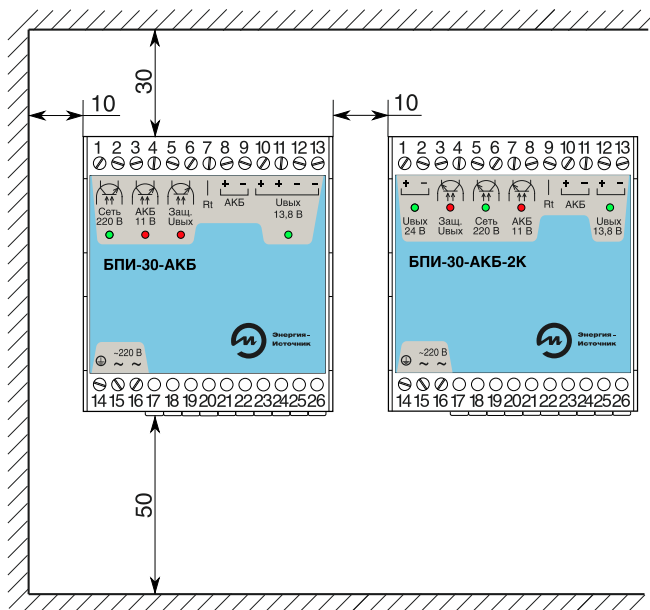 30
10
10
1 2 3 4 5 6 7 8 9 10 11 12 13
+ - + + - -
Сеть 220 В
АКБ 11 В
Защ. Uвых
Rt
АКБ
Uвых 13,8 В
БПИ-30-АКБ
Энергия-
Источник
~220 В
~ ~
14 15 16 17 18 19 20 21 22 23 24 25 26
1 2 3 4 5 6 7 8 9 10 11 12 13
+ - + - + -
Uвых 24 В
Защ. Uвых
Сеть 220 В
АКБ 11 В
Rt
АКБ
Uвых 13,8 В
БПИ-30-АКБ-2К
Энергия-
Источник
~220 В
~ ~
14 15 16 17 18 19 20 21 22 23 24 25 26
50